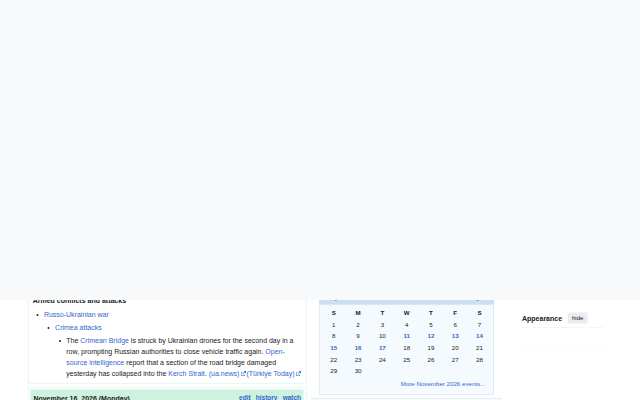 Armed conflicts and attacks
• Russo-Ukrainian war
• Crimea attacks
• The Crimean Bridge is struck by Ukrainian drones for the second day in a
row, prompting Russian authorities to close vehicle traffic again. Open-
source intelligence report that a section of the road bridge damaged
yesterday has collapsed into the Kerch Strait. (ua.news) (Türkiye Today)
November 16, 2026 (Monday) edit history watch
S M T W T F S
1 2 3 4 5 6 7
8 9 10 11 12 13 14
15 16 17 18 19 20 21
22 23 24 25 26 27 28
29 30
More November 2026 events...
Appearance hide